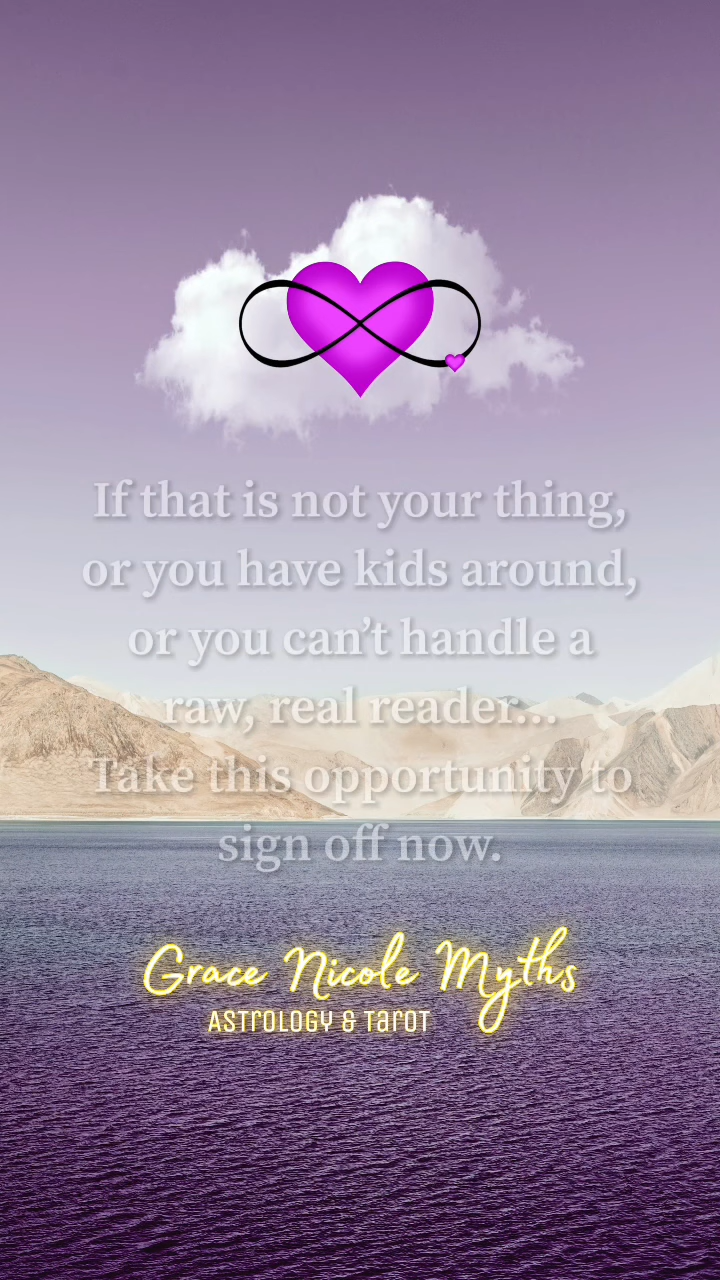 If that is not your thing,
or you have kids around,
or you can’t handle a
raw, real reader...
Take this opportunity to
sign off now.
Grace Nicole Myths
Astrology & Tarot